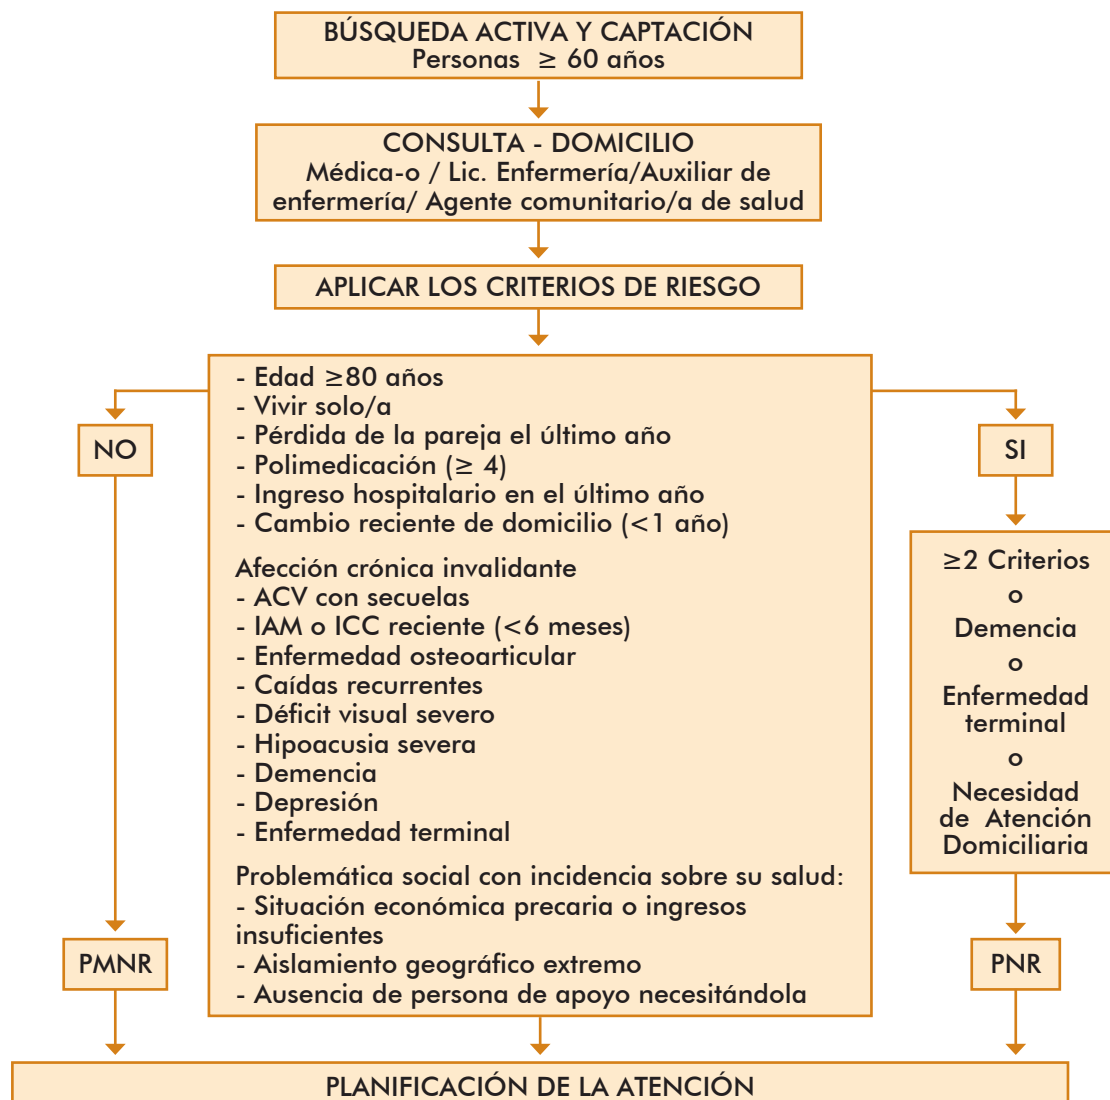 BÚSQUEDA ACTIVA Y CAPTACIÓN
Personas ≥ 60 años
CONSULTA - DOMICILIO
Médica-o / Lic. Enfermería/Auxiliar de
enfermería/ Agente comunitario/a de salud
APLICAR LOS CRITERIOS DE RIESGO
- Edad ≥80 años
- Vivir solo/a
- Pérdida de la pareja el último año
- Polimedicación (≥ 4)
- Ingreso hospitalario en el último año
- Cambio reciente de domicilio (<1 año)
Afección crónica invalidante
- ACV con secuelas
- IAM o ICC reciente (<6 meses)
- Enfermedad osteoarticular
- Caídas recurrentes
- Déficit visual severo
- Hipoacusia severa
- Demencia
- Depresión
- Enfermedad terminal
Problemática social con incidencia sobre su salud:
- Situación económica precaria o ingresos
insuficientes
- Aislamiento geográfico extremo
- Ausencia de persona de apoyo necesitándola
NO
PMNR
SI
≥2 Criterios
o
Demencia
o
Enfermedad
terminal
o
Necesidad
de Atención
Domiciliaria
PNR
PLANIFICACIÓN DE LA ATENCIÓN